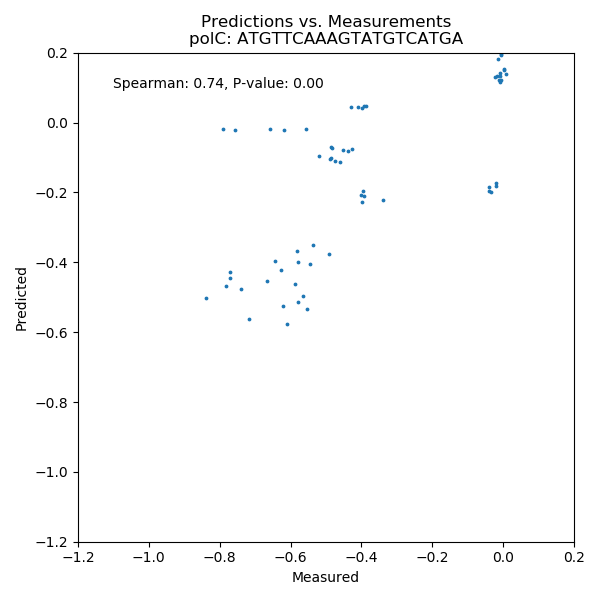 Predictions vs. Measurements
polC: ATGTTCAAAGTATGTCATGA
Spearman: 0.74, P-value: 0.00
0.2
0.0
−0.2
−0.4
−0.6
−0.8
−1.0
−1.2
Predicted
−1.2 −1.0 −0.8 −0.6 −0.4 −0.2 0.0 0.2
Measured